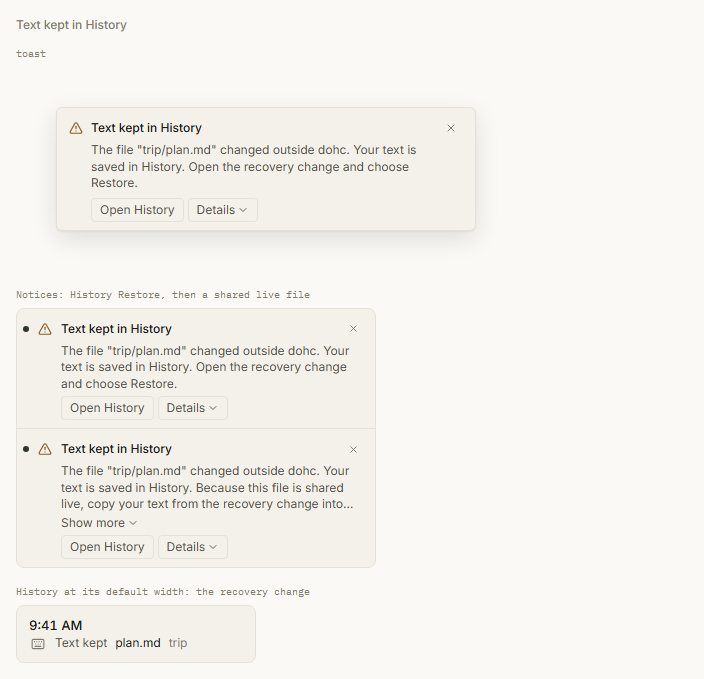 Text kept in History
toast
Text kept in History
The file "trip/plan.md" changed outside dohc. Your text is
saved in History. Open the recovery change and choose
Restore.
Open History Details
Notices: History Restore, then a shared live file
Text kept in History
The file "trip/plan.md" changed outside dohc. Your
text is saved in History. Open the recovery change
and choose Restore.
Open History Details
Text kept in History
The file "trip/plan.md" changed outside dohc. Your
text is saved in History. Because this file is shared
live, copy your text from the recovery change into...
Show more
Open History Details
History at its default width: the recovery change
9:41 AM
Text kept plan.md trip